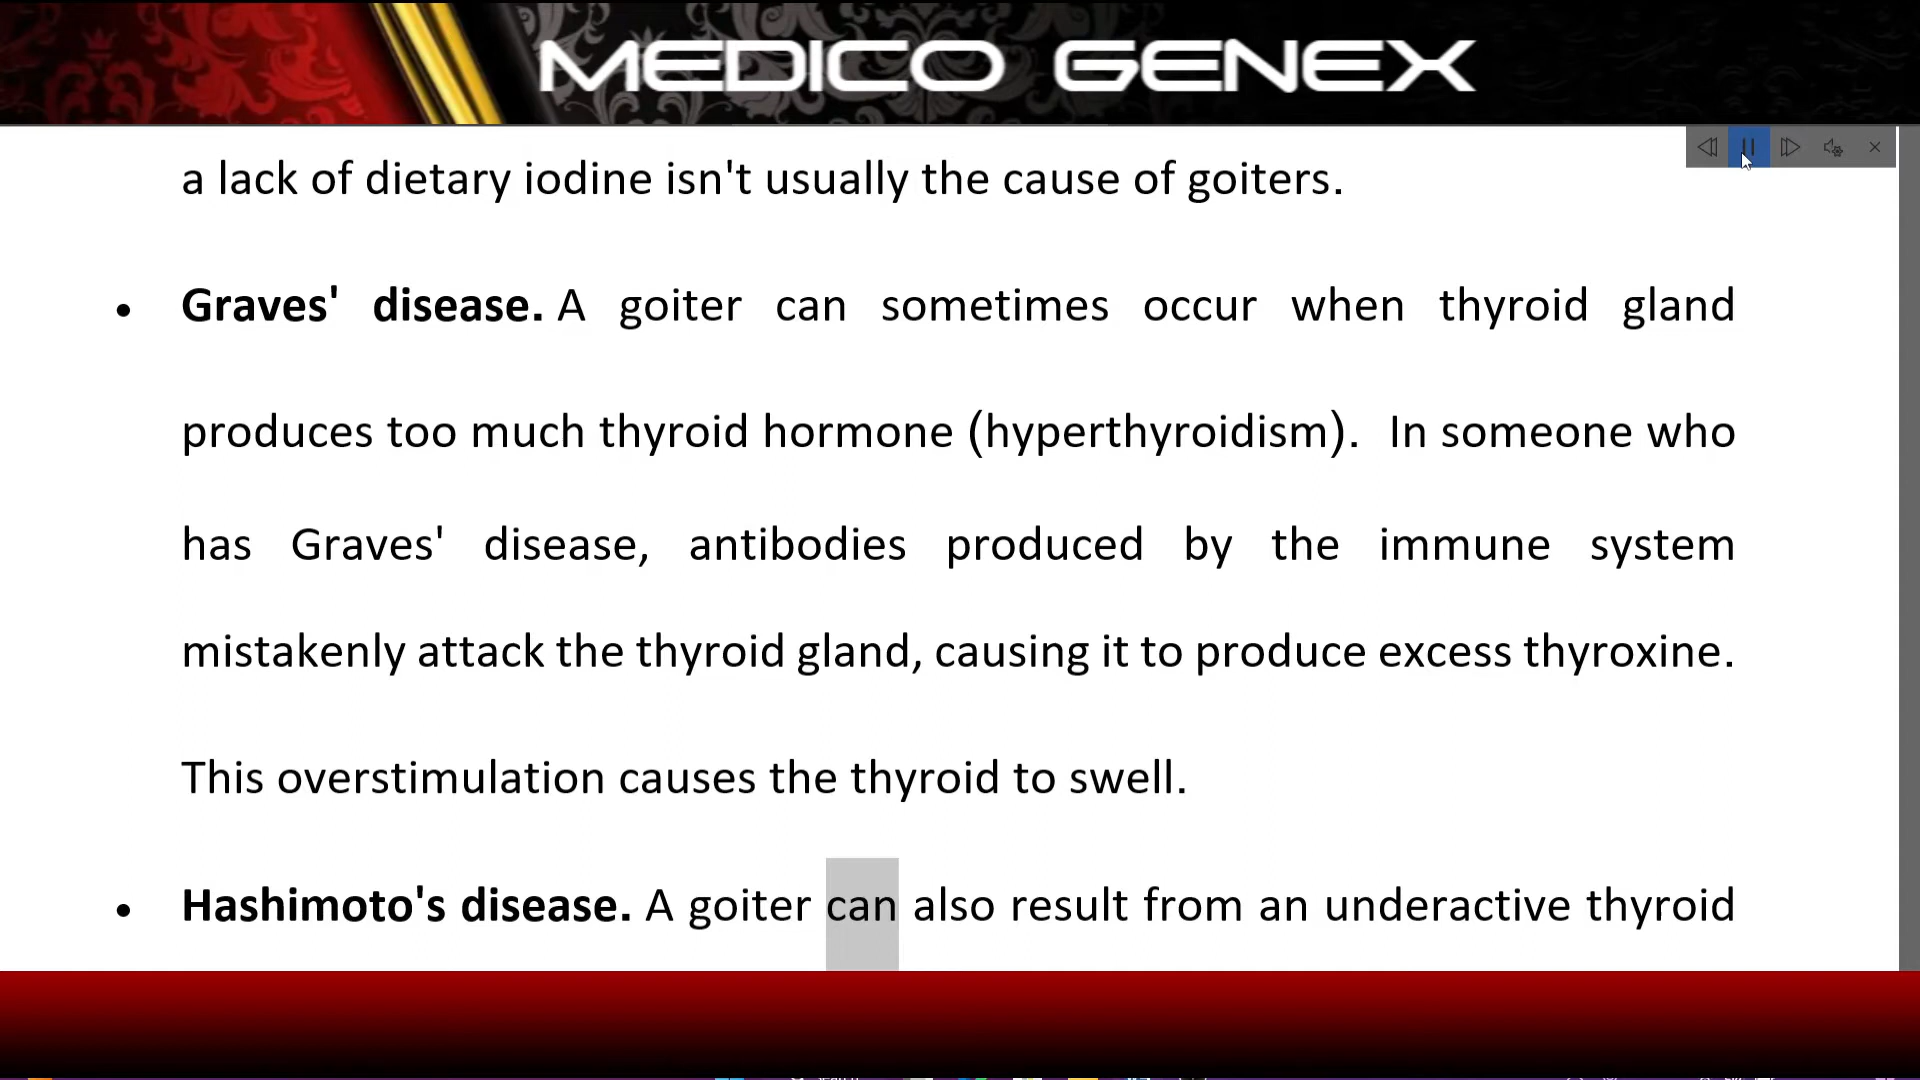 MEDICO GENEX
a lack of dietary iodine isn't usually the cause of goiters.
• Graves' disease. A goiter can sometimes occur when thyroid gland
produces too much thyroid hormone (hyperthyroidism). In someone who
has Graves' disease, antibodies produced by the immune system
mistakenly attack the thyroid gland, causing it to produce excess thyroxine.
This overstimulation causes the thyroid to swell.
• Hashimoto's disease. A goiter can also result from an underactive thyroid